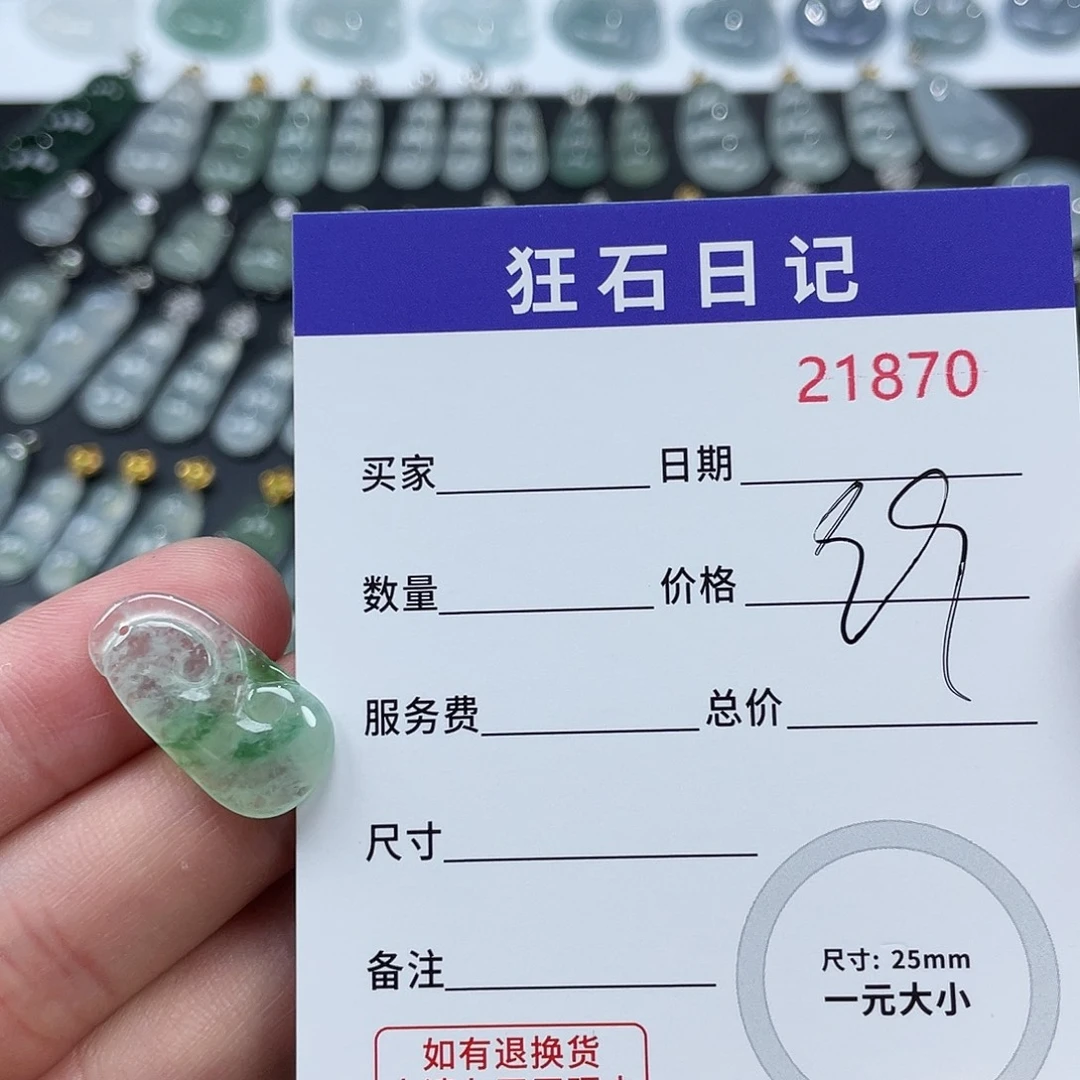 狂石日记
21870
买家 日期
数量 价格
服务费 总价
尺寸
备注
尺寸: 25mm
一元大小
如有退换货